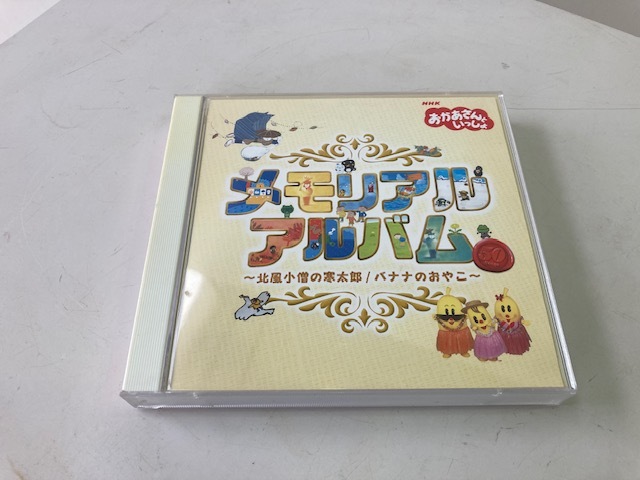 NHK
おかあさんと
いっしょ
メモリアル
アルバム
50
～北風小僧の寒太郎/バナナのおやこ～